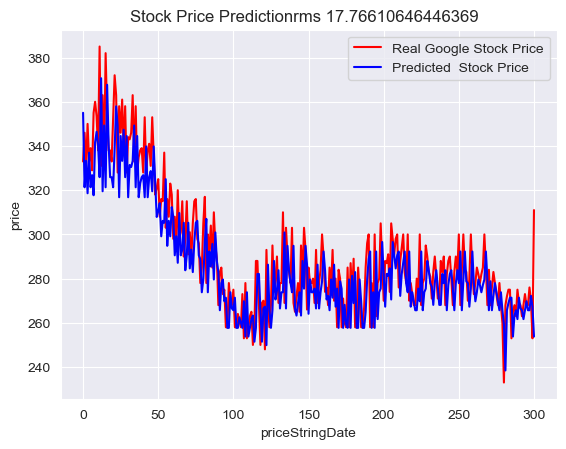 Stock Price Predictionrms 17.76610646446369
Real Google Stock Price
Predicted  Stock Price
price
380
360
340
320
300
280
260
240
0 50 100 150 200 250 300
priceStringDate